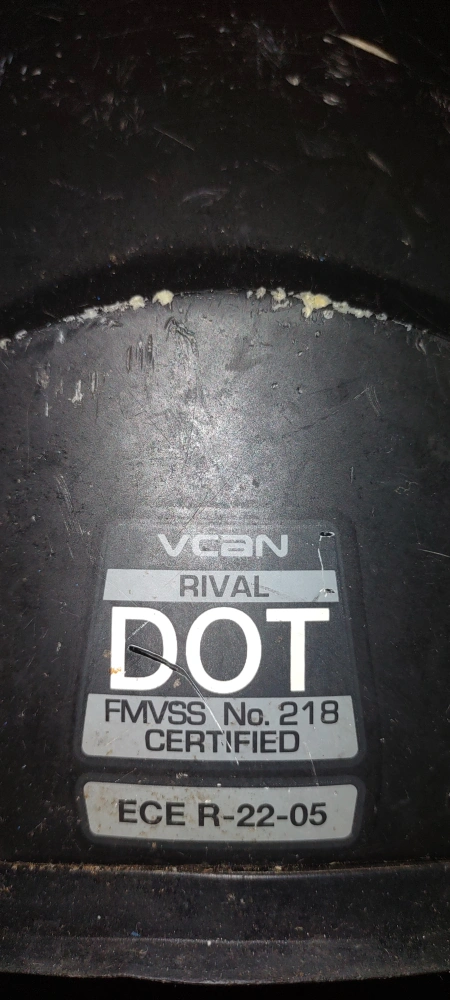 vcan
RIVAL
DOT
FMVSS No. 218
CERTIFIED
ECE R-22-05